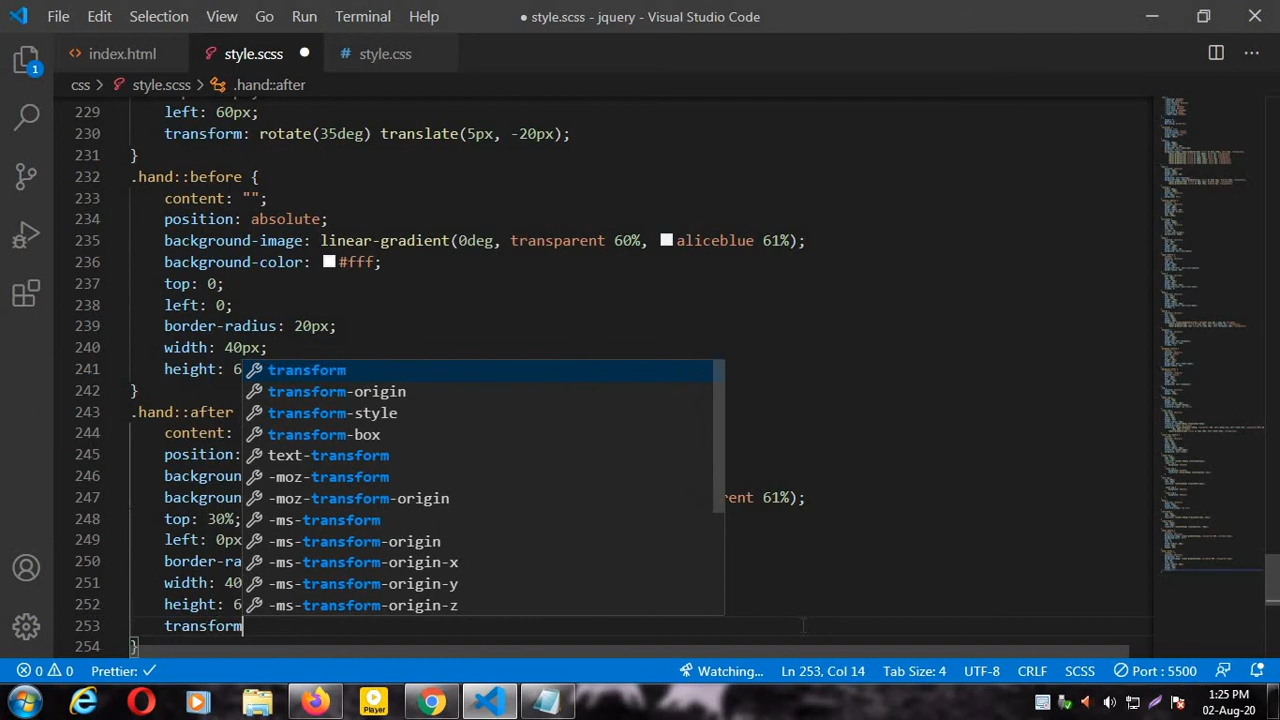 File Edit Selection View Go Run Terminal Help
● style.scss - jquery - Visual Studio Code
index.html style.scss ● # style.css
css > style.scss > .hand::after
229 left: 60px;
230 transform: rotate(35deg) translate(5px, -20px);
231 }
232 .hand::before {
233 content: "";
234 position: absolute;
235 background-image: linear-gradient(0deg, transparent 60%, aliceblue 61%);
236 background-color: #fff;
237 top: 0;
238 left: 0;
239 border-radius: 20px;
240 width: 40px;
241 height: 6
242 }
243 .hand::after
244 content:
245 position:
246 backgroun
247 backgroun rent 61%);
248 top: 30%;
249 left: 0px
250 border-ra
251 width: 40
252 height: 6
253 transform
254 }
transform
transform-origin
transform-style
transform-box
text-transform
-moz-transform
-moz-transform-origin
-ms-transform
-ms-transform-origin
-ms-transform-origin-x
-ms-transform-origin-y
-ms-transform-origin-z
1
0 0 Prettier: ✓ Watching... Ln 253, Col 14 Tab Size: 4 UTF-8 CRLF SCSS Port : 5500
Player
1:25 PM
02-Aug-20